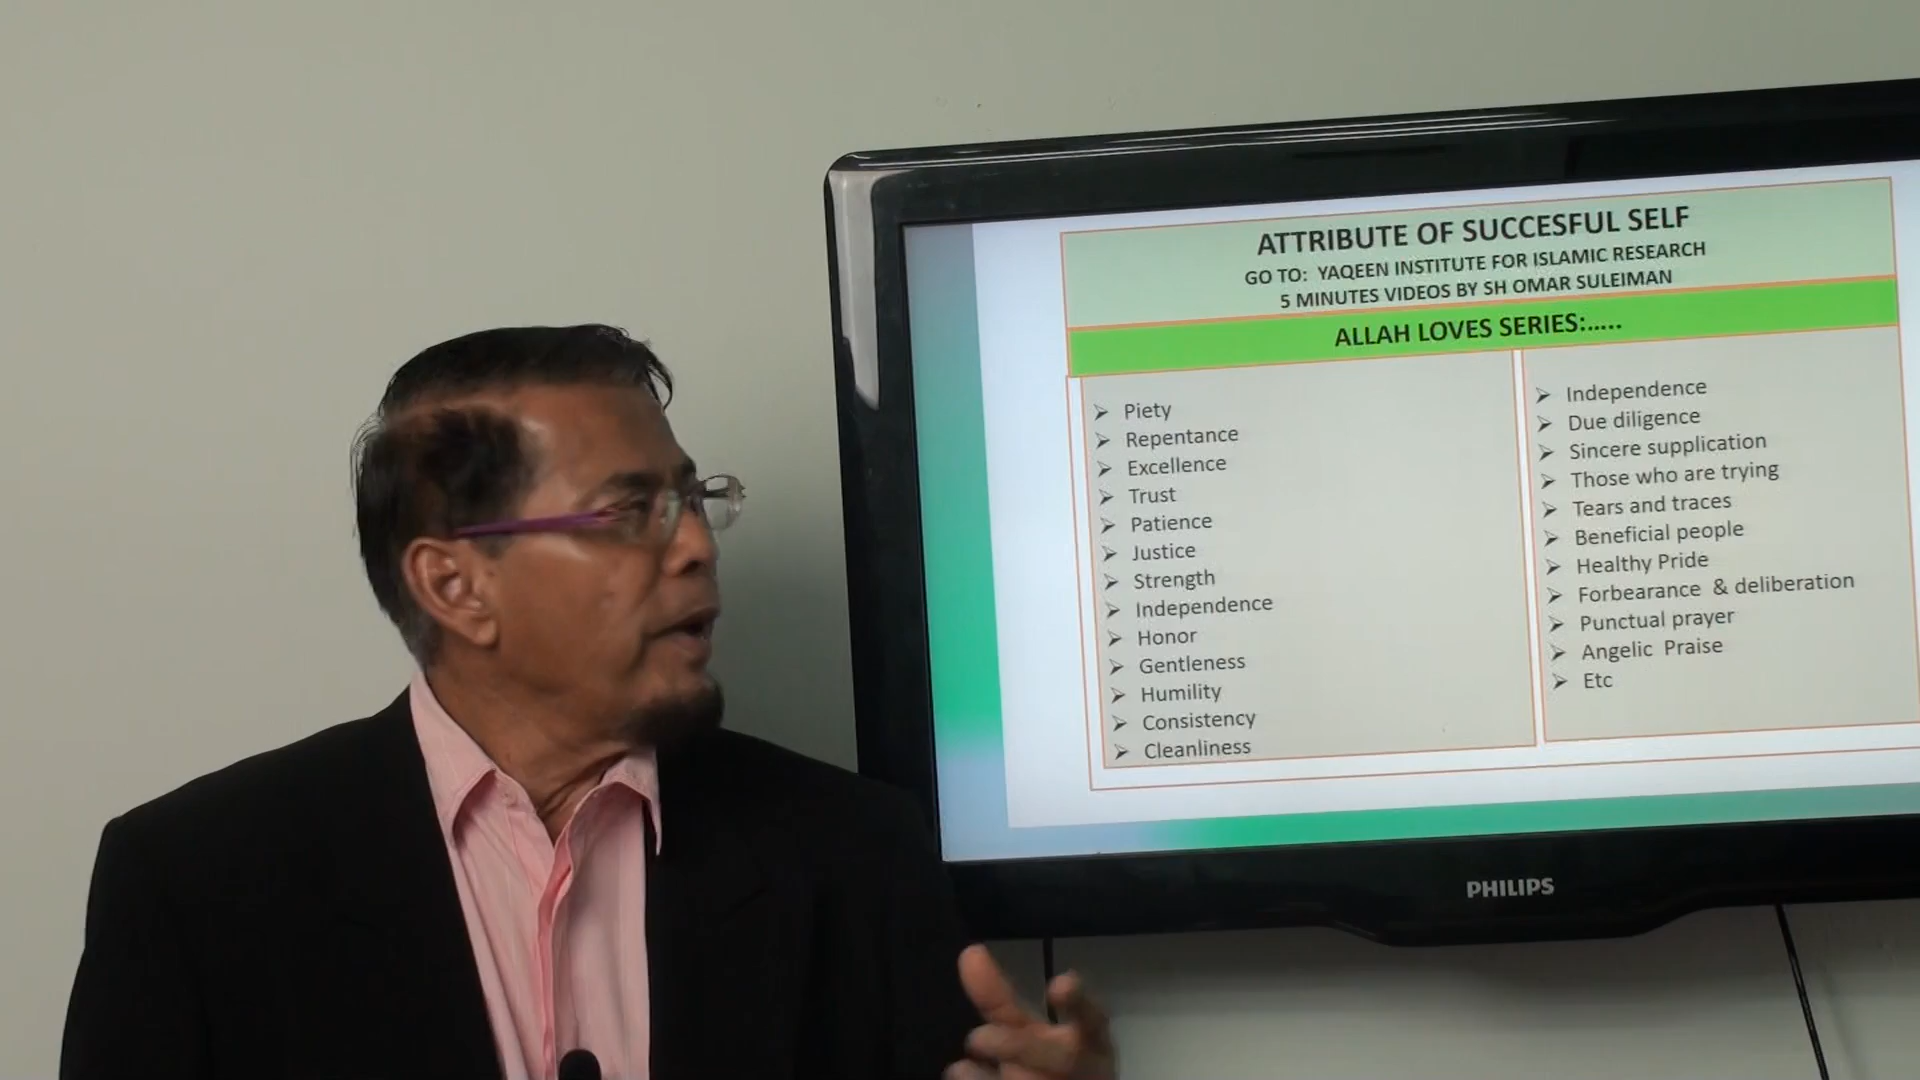 ATTRIBUTE OF SUCCESFUL SELF
GO TO: YAQEEN INSTITUTE FOR ISLAMIC RESEARCH
5 MINUTES VIDEOS BY SH OMAR SULEIMAN
ALLAH LOVES SERIES:.....
Piety
Repentance
Excellence
Trust
Patience
Justice
Strength
Independence
Honor
Gentleness
Humility
Consistency
Cleanliness
Independence
Due diligence
Sincere supplication
Those who are trying
Tears and traces
Beneficial people
Healthy Pride
Forbearance & deliberation
Punctual prayer
Angelic Praise
Etc
PHILIPS